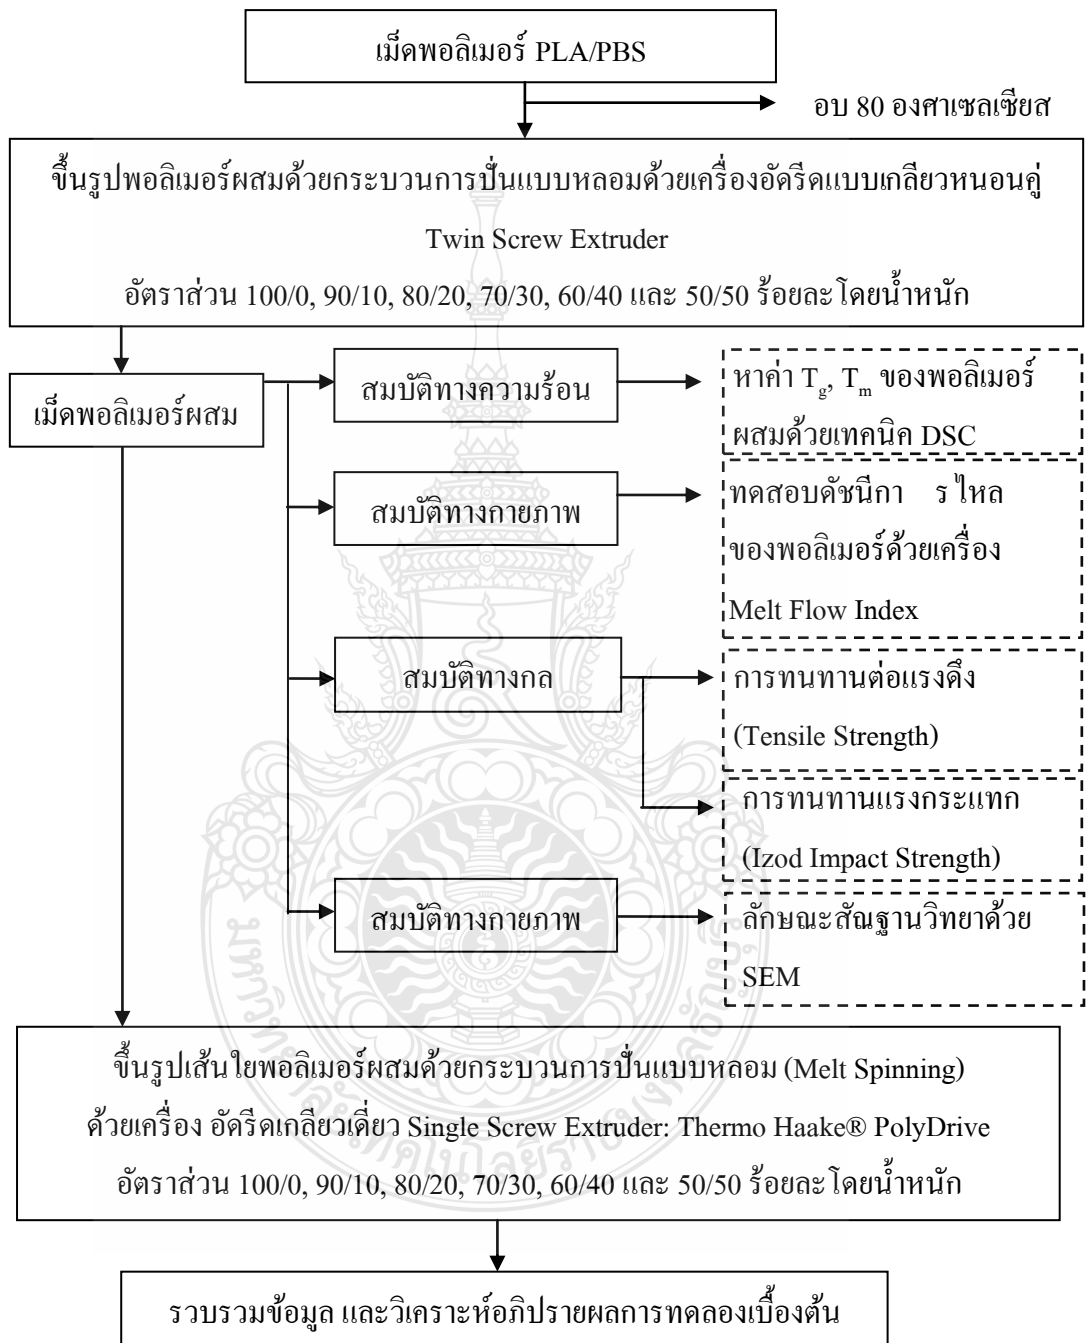 เม็ดพอลิเมอร์ PLA/PBS
อบ 80 องศาเซลเซียส
ขึ้นรูปพอลิเมอร์ผสมด้วยกระบวนการปั่นแบบหลอมด้วยเครื่องอัดรีดแบบเกลียวหนอนคู่
Twin Screw Extruder
อัตราส่วน 100/0, 90/10, 80/20, 70/30, 60/40 และ 50/50 ร้อยละโดยน้ำหนัก
เม็ดพอลิเมอร์ผสม
สมบัติทางความร้อน
หาค่า Tg, Tm ของพอลิเมอร์
ผสมด้วยเทคนิค DSC
สมบัติทางกายภาพ
ทดสอบดัชนีกา ร ไหล
ของพอลิเมอร์ด้วยเครื่อง
Melt Flow Index
สมบัติทางกล
การทนทานต่อแรงดึง
(Tensile Strength)
การทนทานแรงกระแทก
(Izod Impact Strength)
สมบัติทางกายภาพ
ลักษณะสัณฐานวิทยาด้วย
SEM
ขึ้นรูปเส้นใยพอลิเมอร์ผสมด้วยกระบวนการปั่นแบบหลอม (Melt Spinning)
ด้วยเครื่อง อัดรีดเกลียวเดี่ยว Single Screw Extruder: Thermo Haake® PolyDrive
อัตราส่วน 100/0, 90/10, 80/20, 70/30, 60/40 และ 50/50 ร้อยละโดยน้ำหนัก
รวบรวมข้อมูล และวิเคราะห์อภิปรายผลการทดลองเบื้องต้น